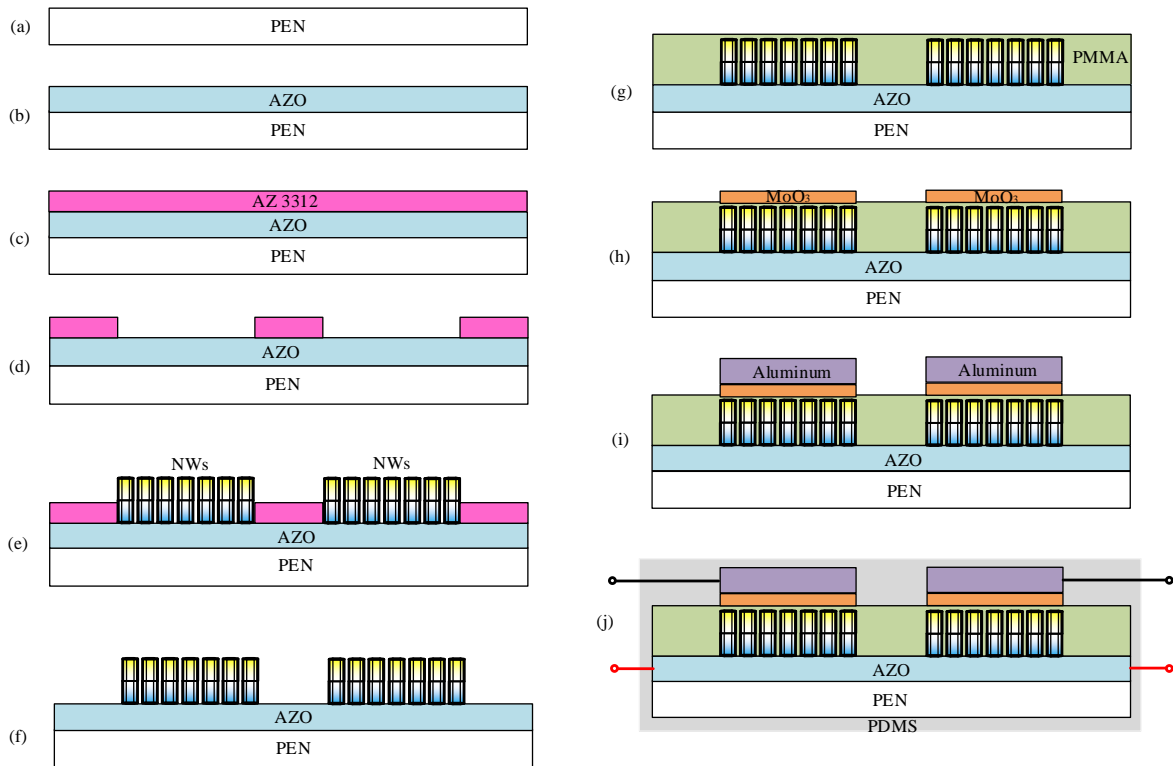 (a)
PEN
(b)
AZO
PEN
(c)
AZ 3312
AZO
PEN
(d)
AZO
PEN
(e)
NWs
NWs
AZO
PEN
(f)
AZO
PEN
(g)
PMMA
AZO
PEN
(h)
MoO₃
MoO₃
AZO
PEN
(i)
Aluminum
Aluminum
AZO
PEN
(j)
AZO
PEN
PDMS